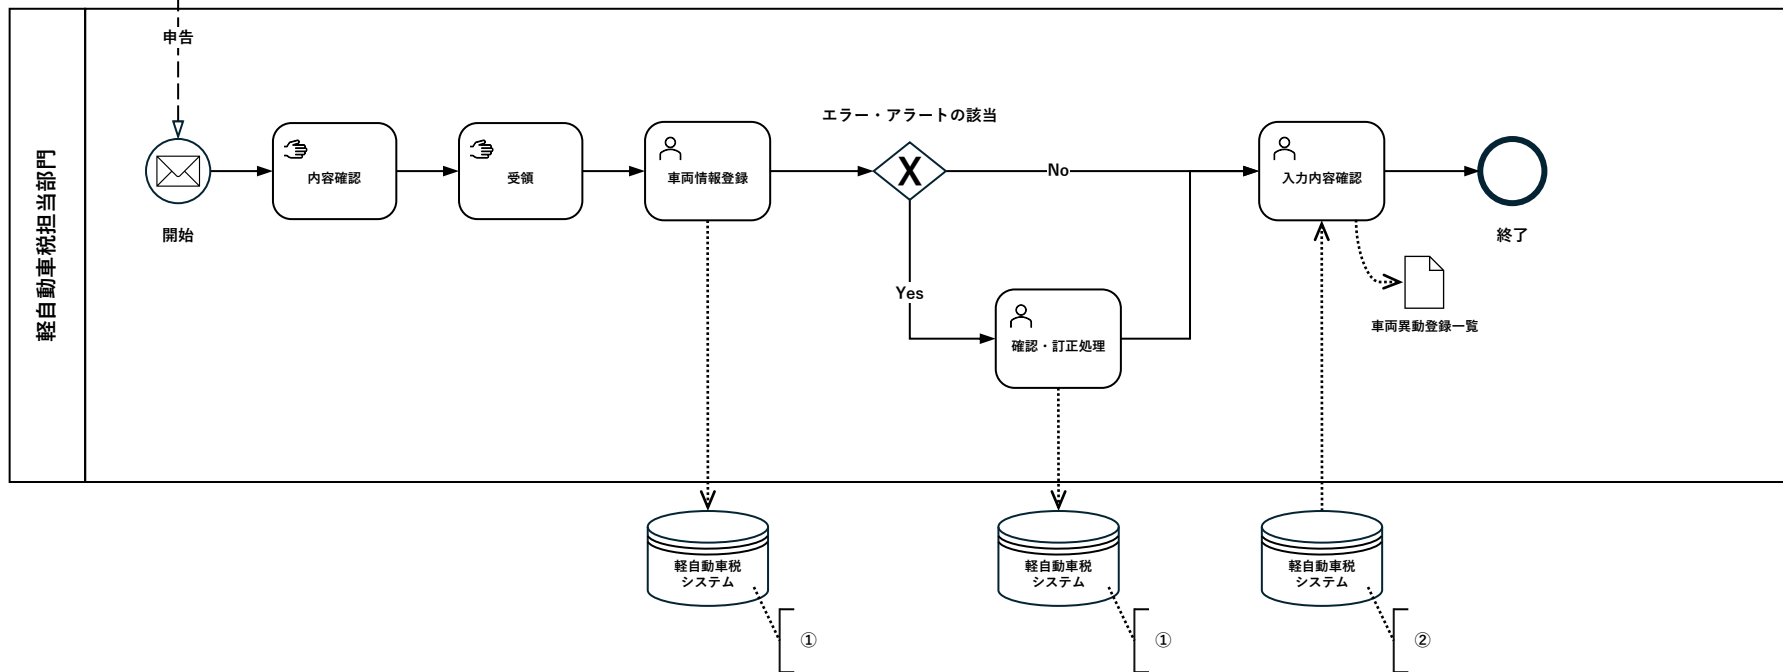 申告
軽自動車税担当部門
開始
内容確認
受領
車両情報登録
エラー・アラートの該当
X
No
Yes
確認・訂正処理
入力内容確認
終了
車両異動登録一覧
軽自動車税
システム
①
軽自動車税
システム
①
軽自動車税
システム
②